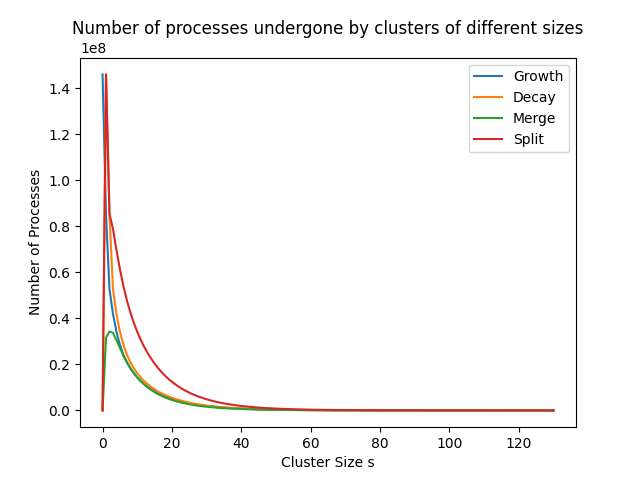 Number of processes undergone by clusters of different sizes
1e8
1.4
1.2
1.0
0.8
0.6
0.4
0.2
0.0
Number of Processes
Growth
Decay
Merge
Split
0 20 40 60 80 100 120
Cluster Size s